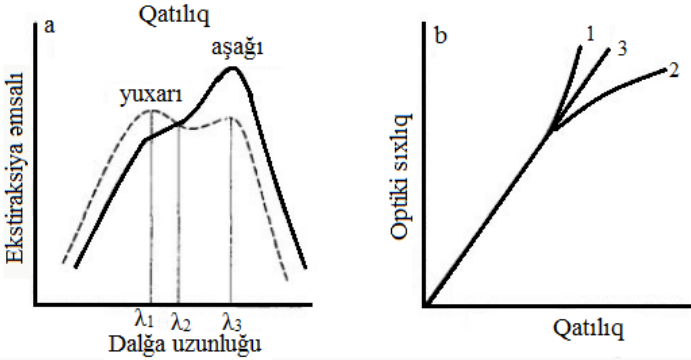 Qatılıq
a
aşağı
yuxarı
Ekstiraksiya əmsalı
λ1 λ2 λ3
Dalğa uzunluğu
b
1
3
2
Optiki sıxlıq
Qatılıq